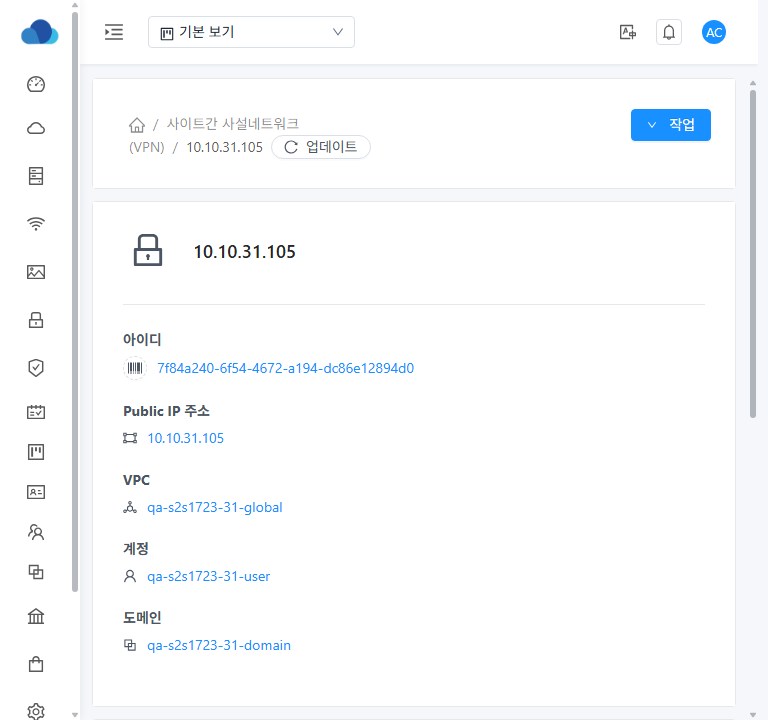 기본 보기
AC
/ 사이트간 사설네트워크
(VPN) / 10.10.31.105 업데이트
작업
10.10.31.105
아이디
7f84a240-6f54-4672-a194-dc86e12894d0
Public IP 주소
10.10.31.105
VPC
qa-s2s1723-31-global
계정
qa-s2s1723-31-user
도메인
qa-s2s1723-31-domain